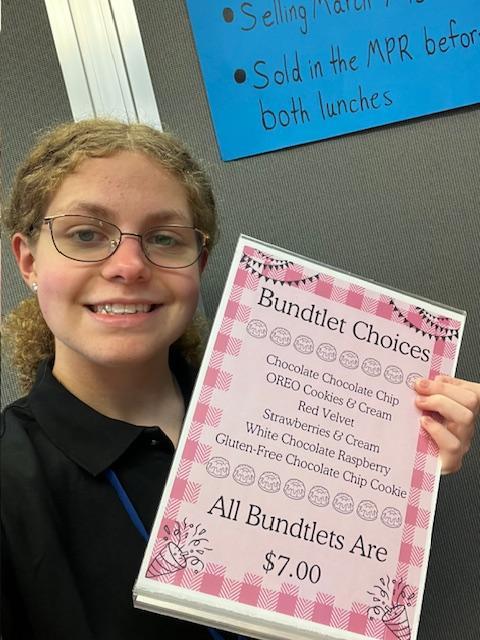 • Selling March
• Sold in the MPR before
both lunches
Bundtlet Choices
Chocolate Chocolate Chip
OREO Cookies & Cream
Red Velvet
Strawberries & Cream
White Chocolate Raspberry
Gluten-Free Chocolate Chip Cookie
All Bundtlets Are
$7.00